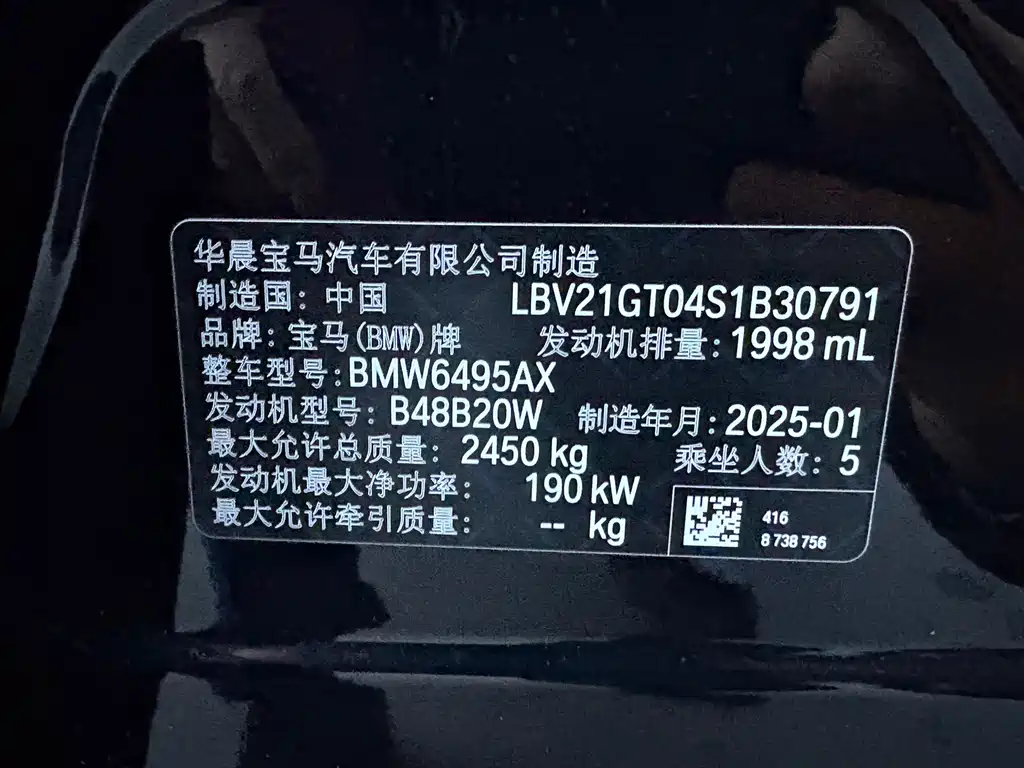 华晨宝马汽车有限公司制造
制造国：中国 LBV21GT04S1B30791
品牌：宝马(BMW)牌 发动机排量：1998 mL
整车型号：BMW6495AX
发动机型号：B48B20W 制造年月：2025-01
最大允许总质量：2450 kg 乘坐人数：5
发动机最大净功率：190 kW
最大允许牵引质量：-- kg
416
8 738 756